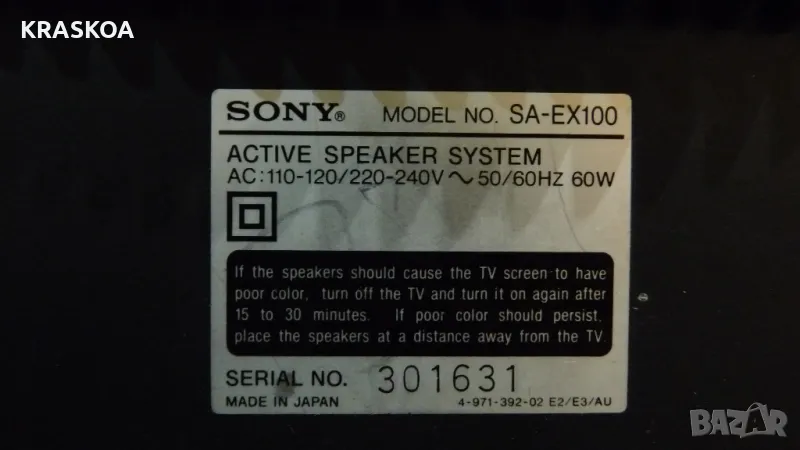 KRASKOA
SONY® MODEL NO. SA-EX100
ACTIVE SPEAKER SYSTEM
AC:110-120/220-240V ~ 50/60HZ 60W
If the speakers should cause the TV screen to have
poor color, turn off the TV and turn it on again after
15 to 30 minutes. If poor color should persist,
place the speakers at a distance away from the TV.
SERIAL NO. 301631
MADE IN JAPAN 4-971-392-02 E2/E3/AU
BAZAR